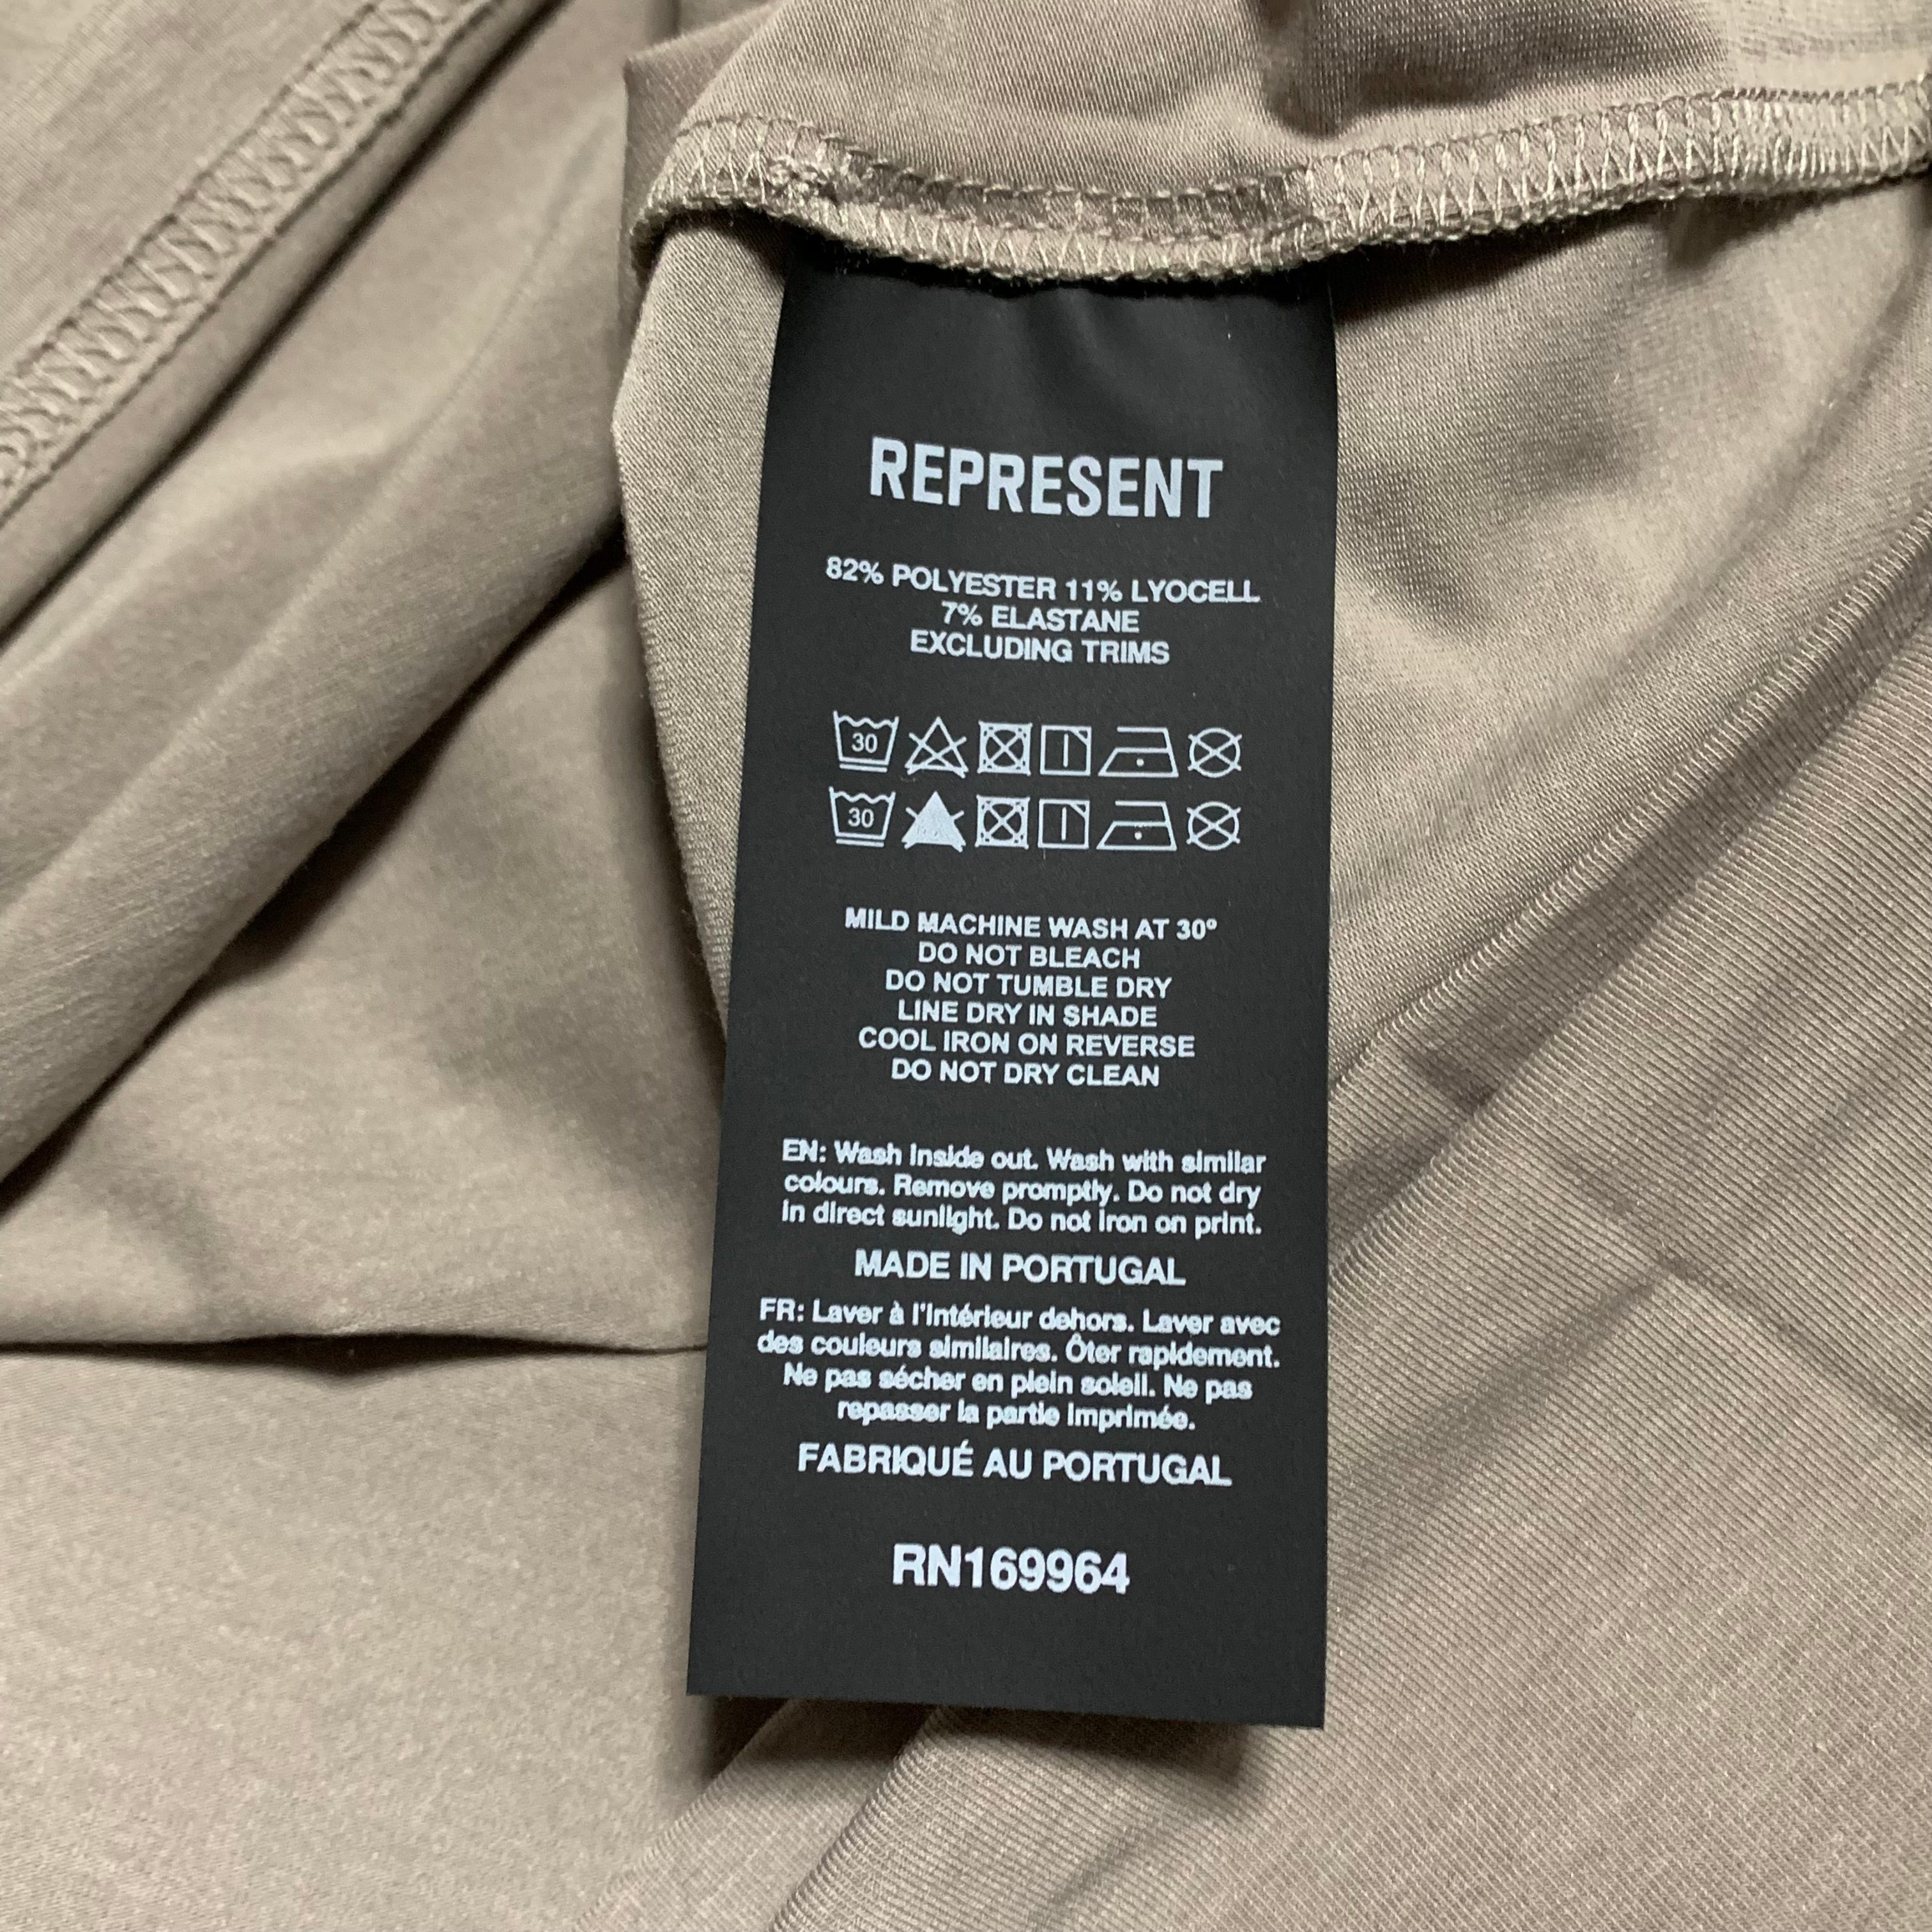 REPRESENT
82% POLYESTER 11% LYOCELL
7% ELASTANE
EXCLUDING TRIMS
30
30
MILD MACHINE WASH AT 30°
DO NOT BLEACH
DO NOT TUMBLE DRY
LINE DRY IN SHADE
COOL IRON ON REVERSE
DO NOT DRY CLEAN
EN: Wash inside out. Wash with similar
colours. Remove promptly. Do not dry
in direct sunlight. Do not iron on print.
MADE IN PORTUGAL
FR: Laver à l'intérieur dehors. Laver avec
des couleurs similaires. Ôter rapidement.
Ne pas sécher en plein soleil. Ne pas
repasser la partie imprimée.
FABRIQUÉ AU PORTUGAL
RN169964